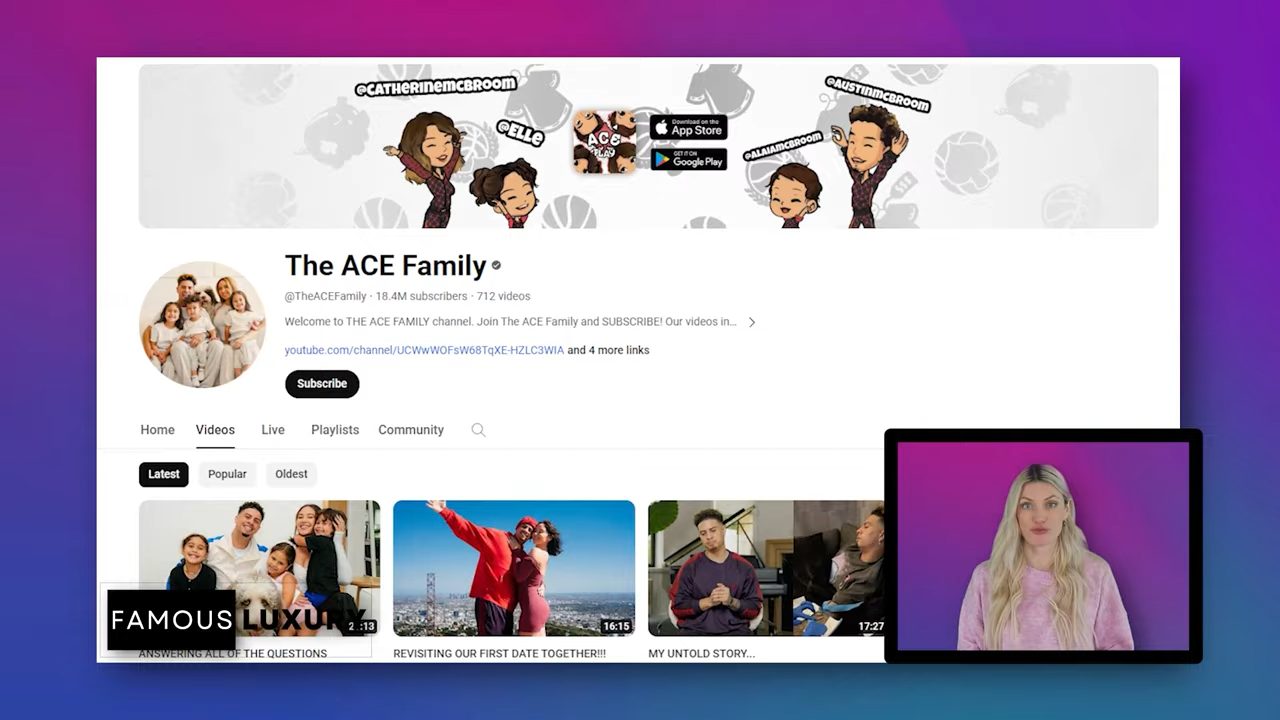 @CATHERINEMCBROOM
@ELLE
ACE
PLAY
Download on the
App Store
GET IT ON
Google Play
@ALAIAMCBROOM
@AUSTINMCBROOM
The ACE Family
@TheACEFamily · 18.4M subscribers · 712 videos
Welcome to THE ACE FAMILY channel. Join The ACE Family and SUBSCRIBE! Our videos in...
youtube.com/channel/UCWwWOFsW68TqXE-HZLC3WIA and 4 more links
Subscribe
Home Videos Live Playlists Community
Latest Popular Oldest
16:15
17:27
FAMOUS LUXURY
ANSWERING ALL OF THE QUESTIONS
REVISITING OUR FIRST DATE TOGETHER!!!
MY UNTOLD STORY...